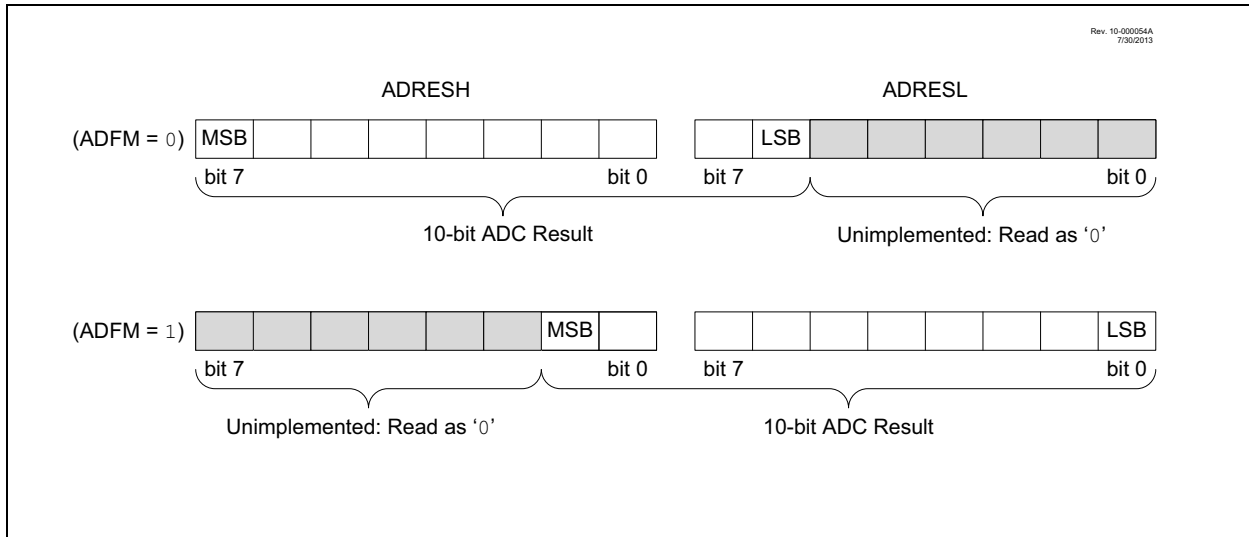 Rev. 10-000054A
7/30/2013
ADRESH ADRESL
(ADFM = 0) MSB LSB
bit 7 bit 0 bit 7 bit 0
10-bit ADC Result Unimplemented: Read as ‘0’
(ADFM = 1) MSB LSB
bit 7 bit 0 bit 7 bit 0
Unimplemented: Read as ‘0’ 10-bit ADC Result